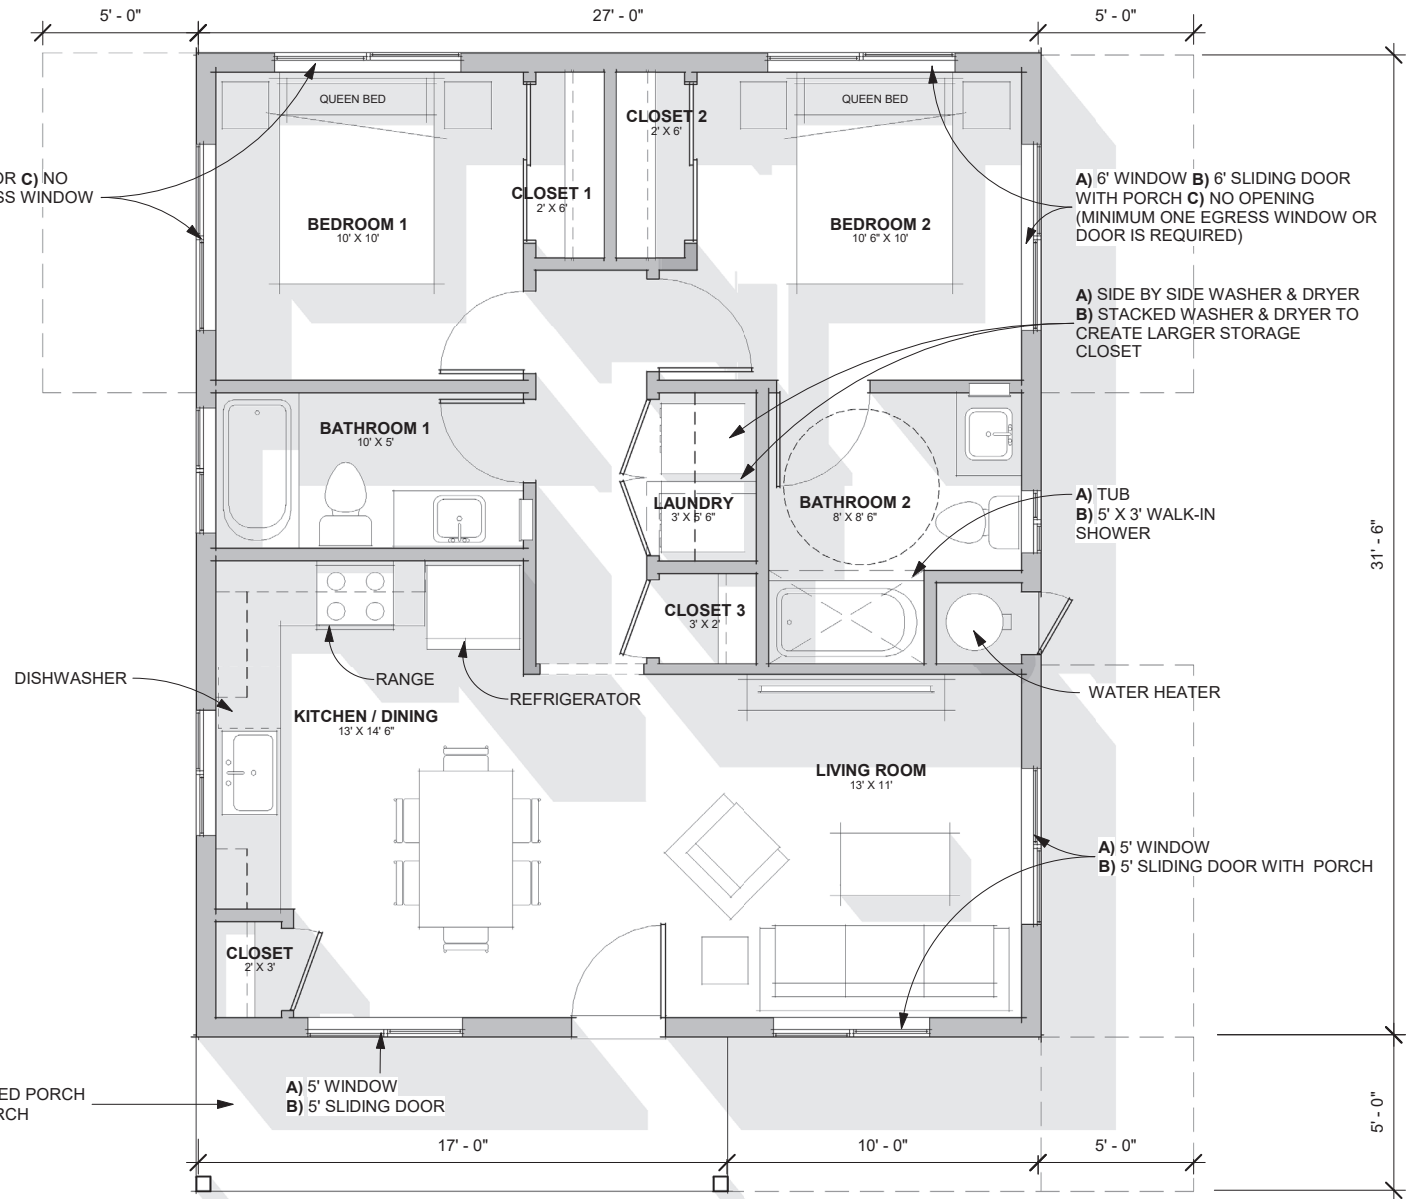 5' - 0"
27' - 0"
5' - 0"
QUEEN BED
QUEEN BED
CLOSET 2
2' X 6'
OR C) NO
SS WINDOW
CLOSET 1
2' X 6'
BEDROOM 1
10' X 10'
BEDROOM 2
10' 6" X 10'
A) 6' WINDOW B) 6' SLIDING DOOR
WITH PORCH C) NO OPENING
(MINIMUM ONE EGRESS WINDOW OR
DOOR IS REQUIRED)
A) SIDE BY SIDE WASHER & DRYER
B) STACKED WASHER & DRYER TO
CREATE LARGER STORAGE
CLOSET
BATHROOM 1
10' X 5'
LAUNDRY
3' X 5' 6"
BATHROOM 2
8' X 8' 6"
A) TUB
B) 5' X 3' WALK-IN
SHOWER
31' - 6"
CLOSET 3
3' X 2'
DISHWASHER
RANGE
REFRIGERATOR
WATER HEATER
KITCHEN / DINING
13' X 14' 6"
LIVING ROOM
13' X 11'
A) 5' WINDOW
B) 5' SLIDING DOOR WITH PORCH
CLOSET
2' X 3'
ED PORCH
RCH
A) 5' WINDOW
B) 5' SLIDING DOOR
5' - 0"
17' - 0"
10' - 0"
5' - 0"